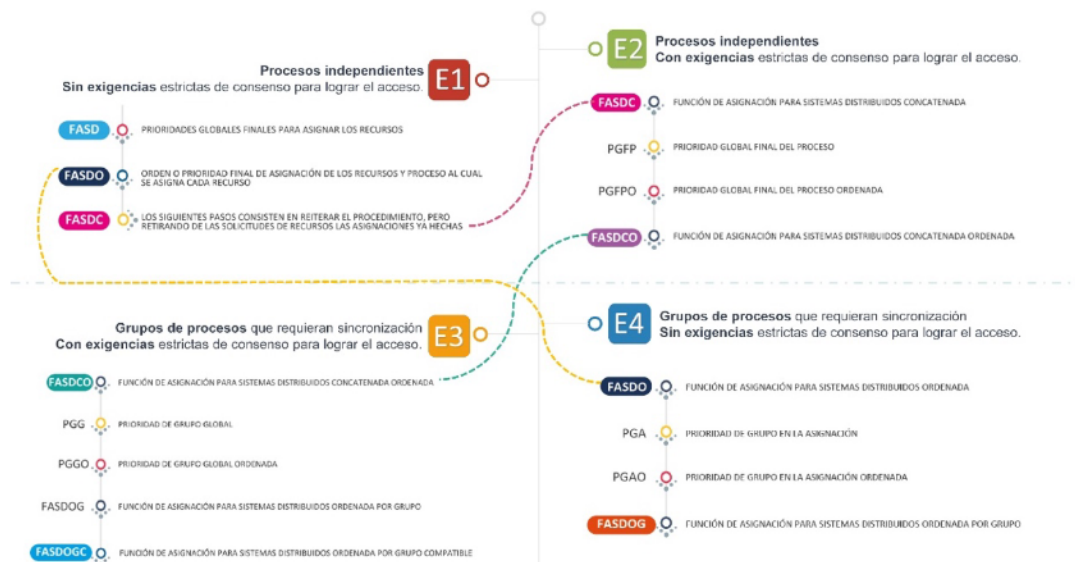 Procesos independientes
Sin exigencias estrictas de consenso para lograr el acceso.
E1
FASD
PRIORIDADES GLOBALES FINALES PARA ASIGNAR LOS RECURSOS
FASDO
ORDEN O PRIORIDAD FINAL DE ASIGNACIÓN DE LOS RECURSOS Y PROCESO AL CUAL
SE ASIGNA CADA RECURSO
FASDC
LOS SIGUIENTES PASOS CONSISTEN EN REITERAR EL PROCEDIMIENTO, PERO
RETIRANDO DE LAS SOLICITUDES DE RECURSOS LAS ASIGNACIONES YA HECHAS
E2
Procesos independientes
Con exigencias estrictas de consenso para lograr el acceso.
FASDC
FUNCIÓN DE ASIGNACIÓN PARA SISTEMAS DISTRIBUIDOS CONCATENADA
PGFP
PRIORIDAD GLOBAL FINAL DEL PROCESO
PGFPO
PRIORIDAD GLOBAL FINAL DEL PROCESO ORDENADA
FASDCO
FUNCIÓN DE ASIGNACIÓN PARA SISTEMAS DISTRIBUIDOS CONCATENADA ORDENADA
Grupos de procesos que requieran sincronización
Con exigencias estrictas de consenso para lograr el acceso.
E3
FASDCO
FUNCIÓN DE ASIGNACIÓN PARA SISTEMAS DISTRIBUIDOS CONCATENADA ORDENADA
PGG
PRIORIDAD DE GRUPO GLOBAL
PGGO
PRIORIDAD DE GRUPO GLOBAL ORDENADA
FASDOG
FUNCIÓN DE ASIGNACIÓN PARA SISTEMAS DISTRIBUIDOS ORDENADA POR GRUPO
FASDOGC
FUNCIÓN DE ASIGNACIÓN PARA SISTEMAS DISTRIBUIDOS ORDENADA POR GRUPO COMPATIBLE
E4
Grupos de procesos que requieran sincronización
Sin exigencias estrictas de consenso para lograr el acceso.
FASDO
FUNCIÓN DE ASIGNACIÓN PARA SISTEMAS DISTRIBUIDOS ORDENADA
PGA
PRIORIDAD DE GRUPO EN LA ASIGNACIÓN
PGAO
PRIORIDAD DE GRUPO EN LA ASIGNACIÓN ORDENADA
FASDOG
FUNCIÓN DE ASIGNACIÓN PARA SISTEMAS DISTRIBUIDOS ORDENADA POR GRUPO